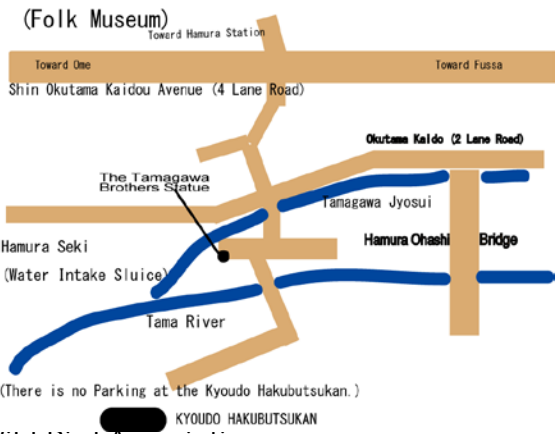 (Folk Museum)
Toward Hamura Station
Toward Ome
Toward Fussa
Shin Okutama Kaidou Avenue (4 Lane Road)
Okutama Kaido (2 Lane Road)
The Tamagawa
Brothers Statue
Tamagawa Jyosui
Hamura Seki
(Water Intake Sluice)
Hamura Ohashi Bridge
Tama River
(There is no Parking at the Kyoudo Hakubutsukan.)
KYOUDO HAKUBUTSUKAN